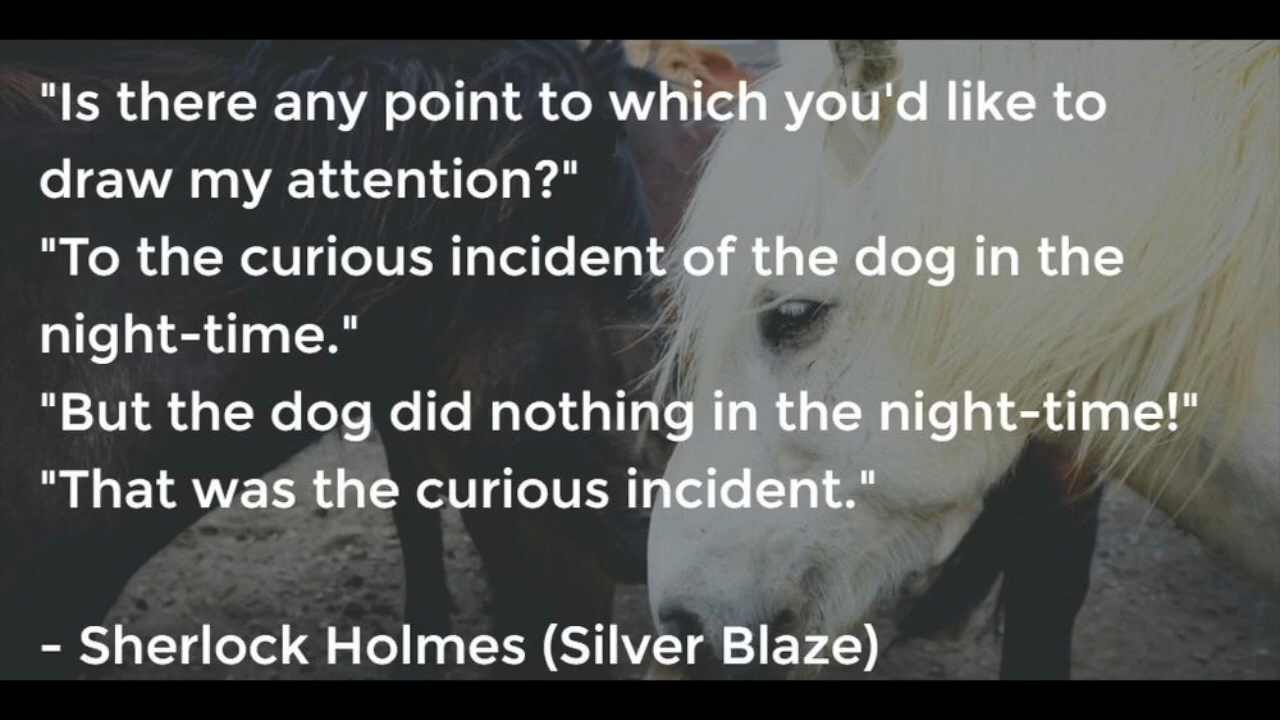 "Is there any point to which you'd like to
draw my attention?"
"To the curious incident of the dog in the
night-time."
"But the dog did nothing in the night-time!"
"That was the curious incident."
- Sherlock Holmes (Silver Blaze)